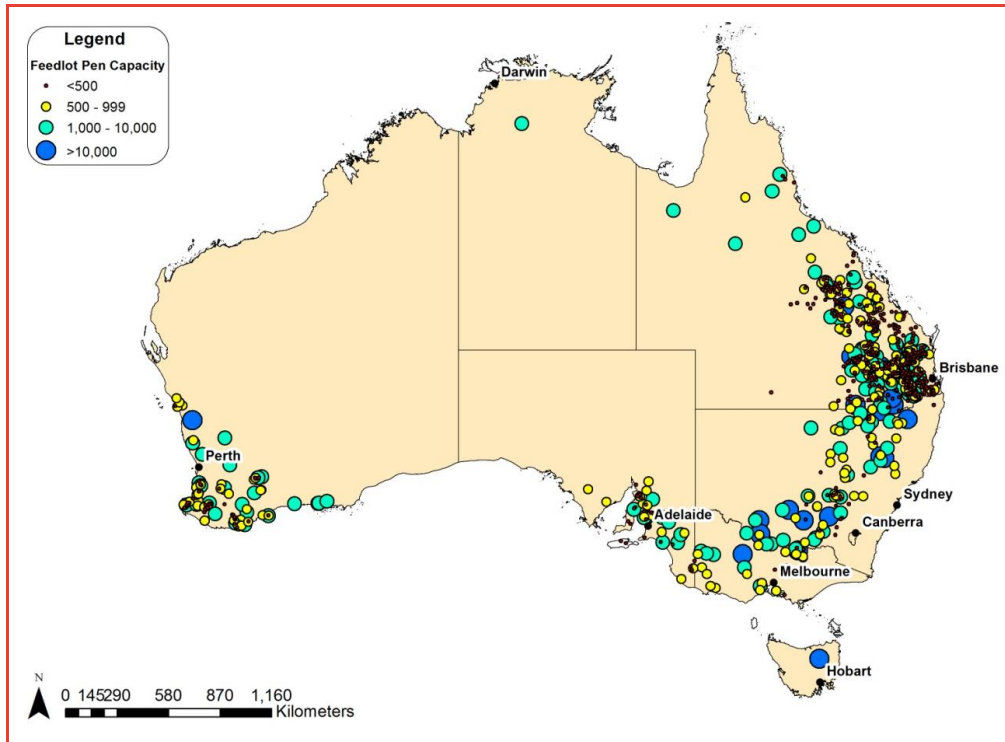 Legend
Feedlot Pen Capacity
<500
500 - 999
1,000 - 10,000
>10,000
Darwin
Brisbane
Perth
Sydney
Adelaide
Canberra
Melbourne
Hobart
N
0 145290 580 870 1,160
Kilometers